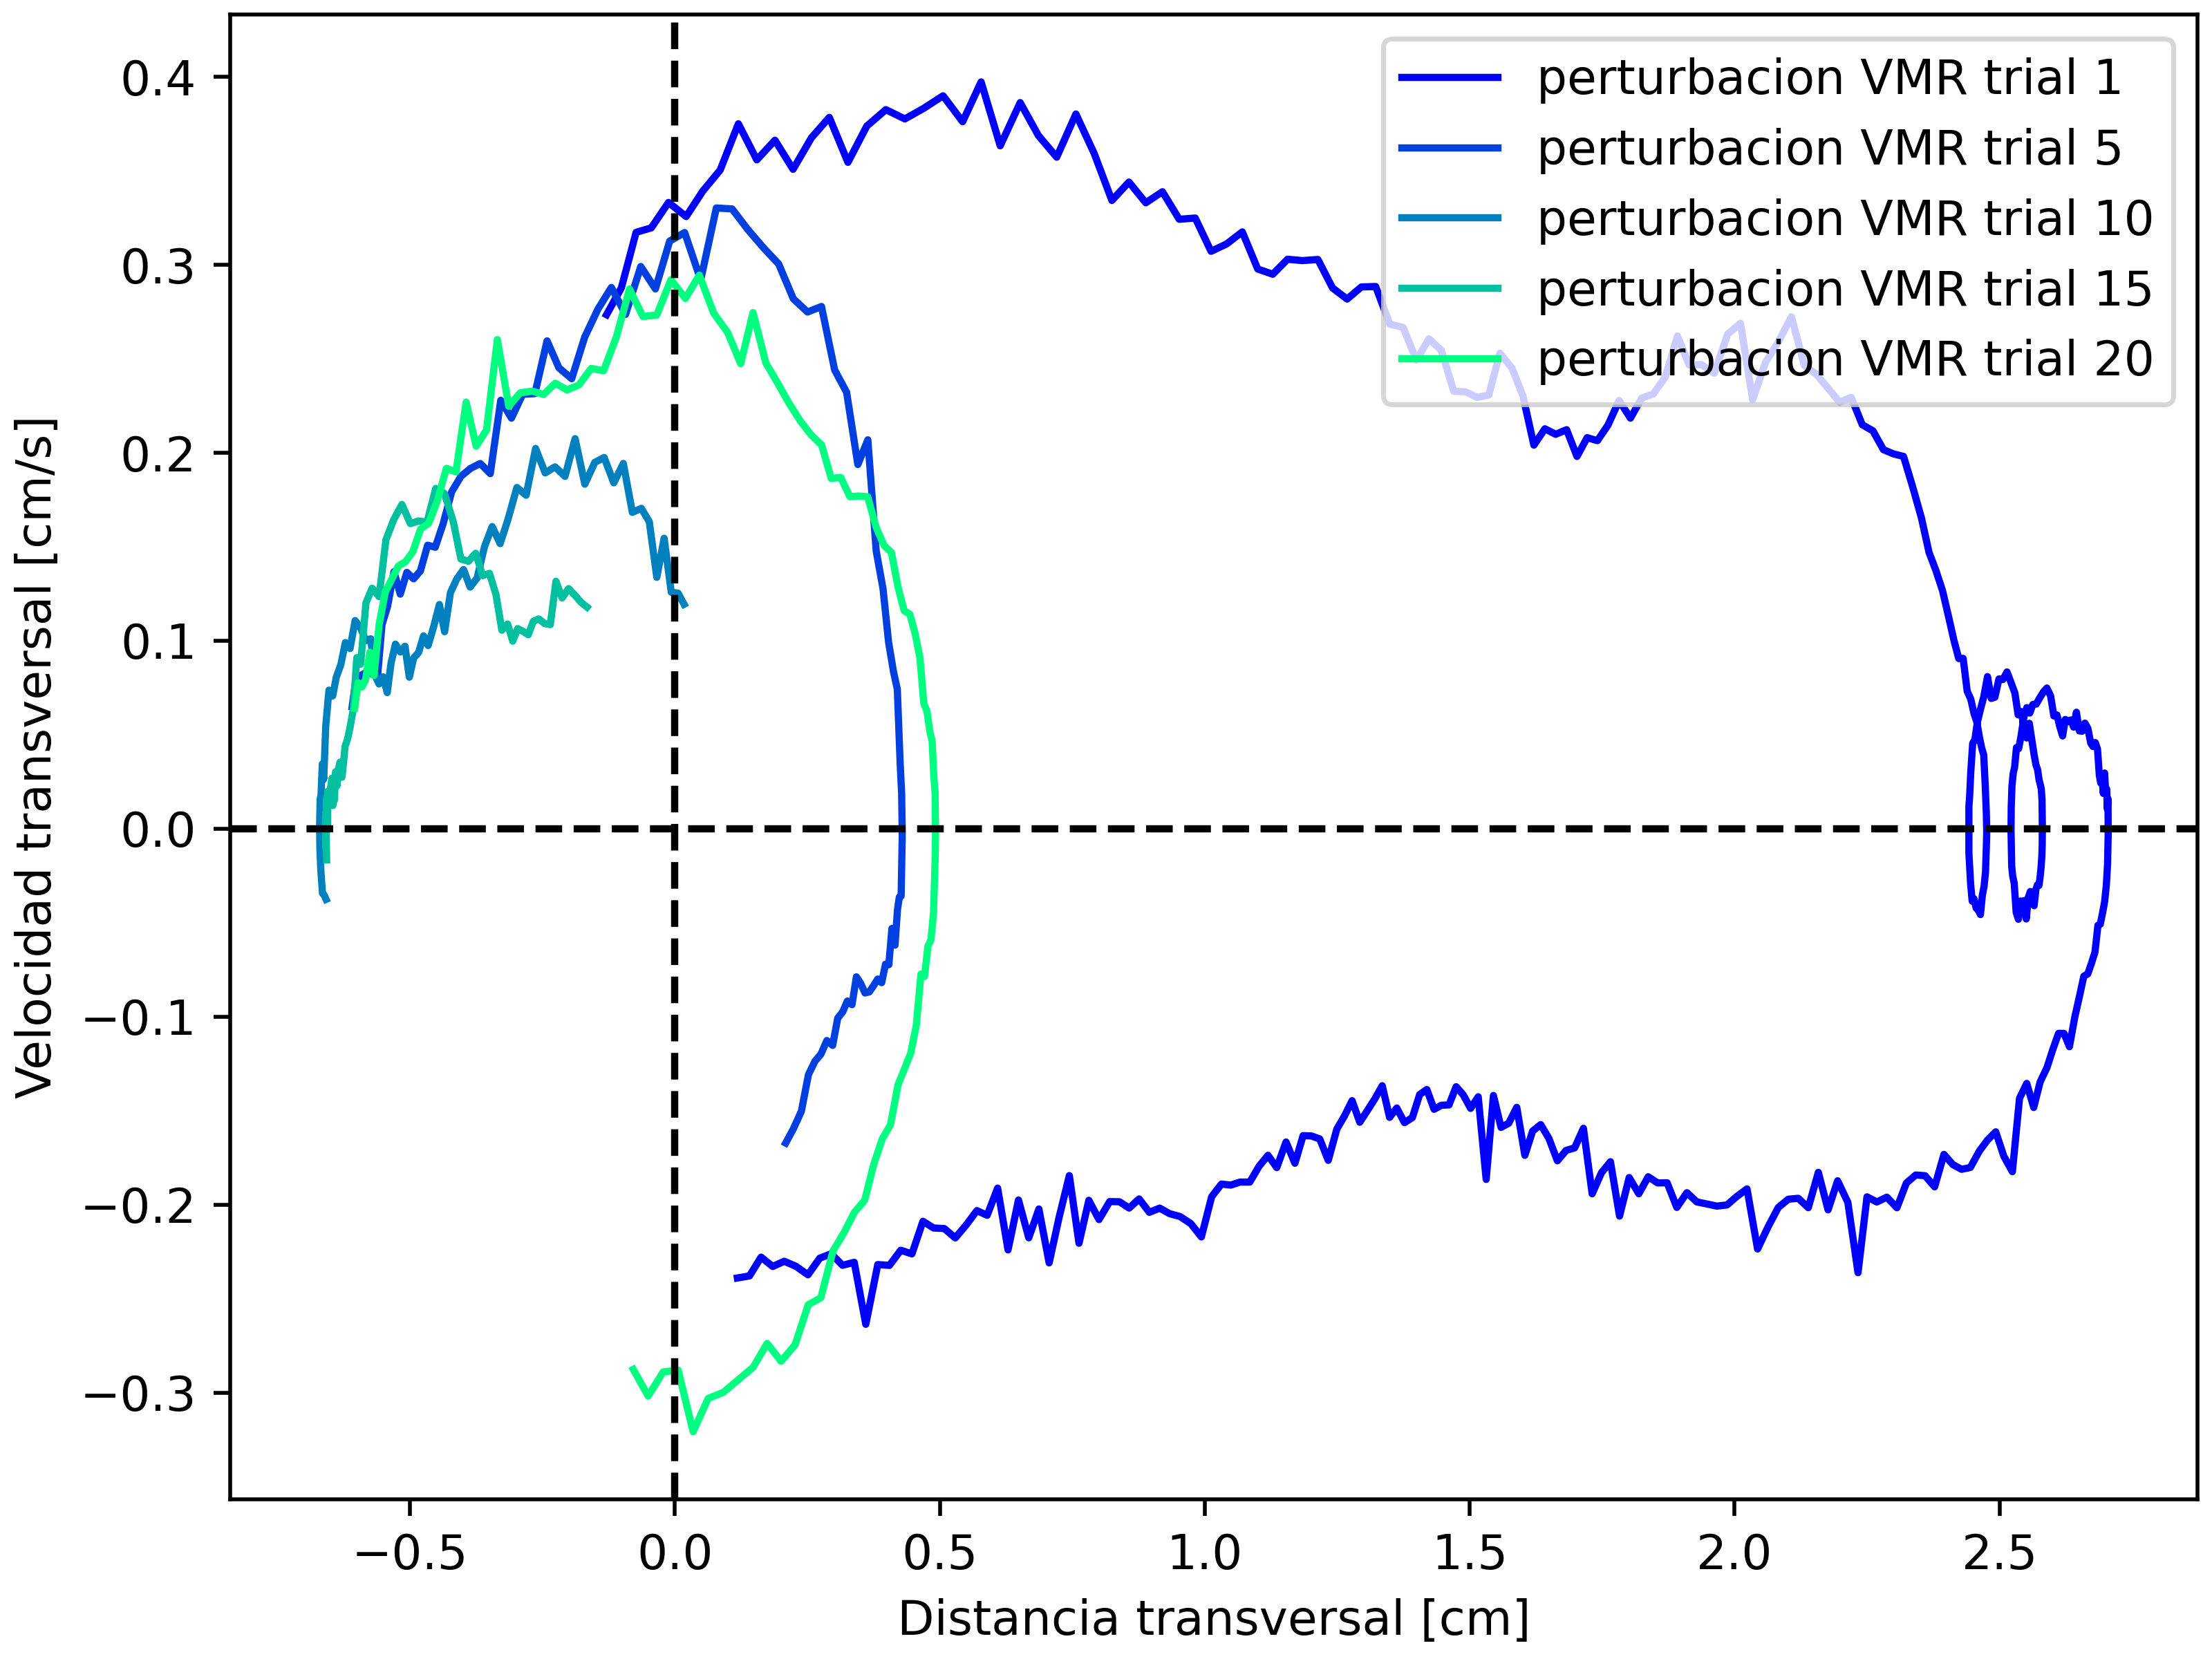 perturbacion VMR trial 1
perturbacion VMR trial 5
perturbacion VMR trial 10
perturbacion VMR trial 15
perturbacion VMR trial 20
Velocidad transversal [cm/s]
0.4
0.3
0.2
0.1
0.0
−0.1
−0.2
−0.3
−0.5
0.0
0.5
1.0
1.5
2.0
2.5
Distancia transversal [cm]